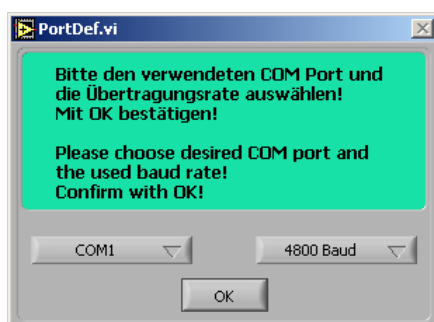 PortDef.vi
Bitte den verwendeten COM Port und
die Übertragungsrate auswählen!
Mit OK bestätigen!
Please choose desired COM port and
the used baud rate!
Confirm with OK!
COM1
4800 Baud
OK